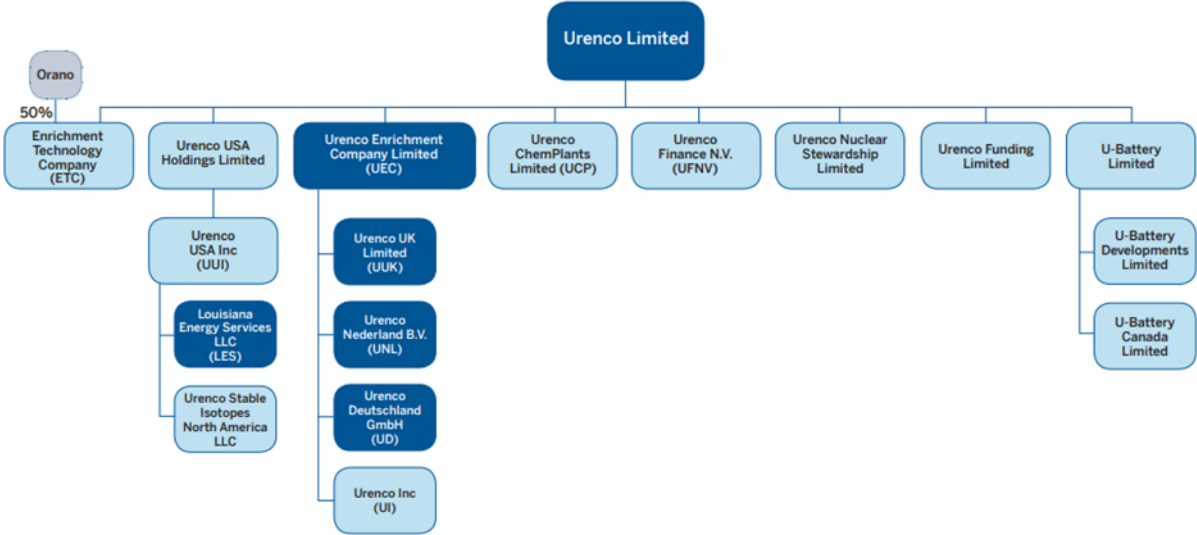 Urenco Limited
Orano
50%
Enrichment
Technology
Company
(ETC)
Urenco USA
Holdings Limited
Urenco Enrichment
Company Limited
(UEC)
Urenco
ChemPlants
Limited (UCP)
Urenco
Finance N.V.
(UFNV)
Urenco Nuclear
Stewardship
Limited
Urenco Funding
Limited
U-Battery
Limited
Urenco
USA Inc
(UUI)
Louisiana
Energy Services
LLC
(LES)
Urenco Stable
Isotopes
North America
LLC
Urenco UK
Limited
(UUK)
Urenco
Nederland B.V.
(UNL)
Urenco
Deutschland
GmbH
(UD)
Urenco Inc
(UI)
U-Battery
Developments
Limited
U-Battery
Canada
Limited